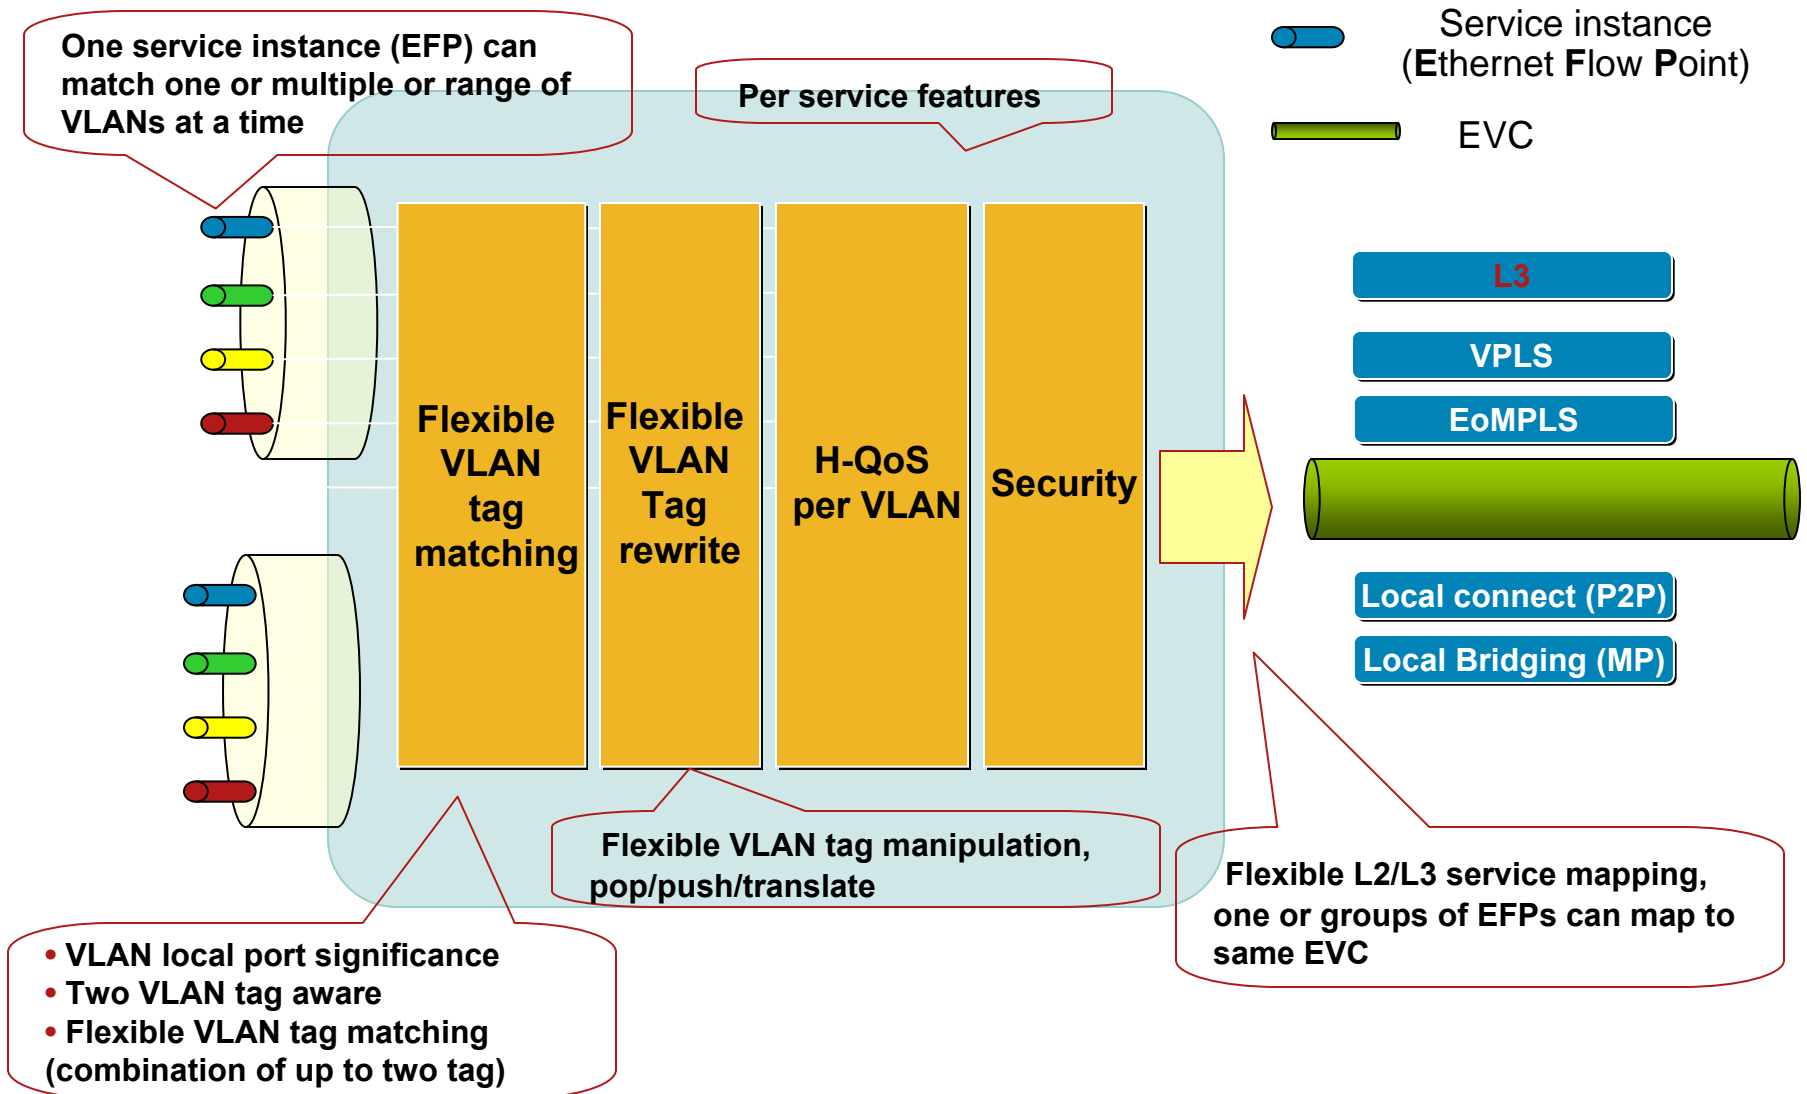 One service instance (EFP) can
match one or multiple or range of
VLANs at a time
Per service features
Service instance
(Ethernet Flow Point)
EVC
Flexible
VLAN
tag
matching
Flexible
VLAN
Tag
rewrite
H-QoS
per VLAN
Security
L3
VPLS
EoMPLS
Local connect (P2P)
Local Bridging (MP)
Flexible VLAN tag manipulation,
pop/push/translate
Flexible L2/L3 service mapping,
one or groups of EFPs can map to
same EVC
• VLAN local port significance
• Two VLAN tag aware
• Flexible VLAN tag matching
(combination of up to two tag)